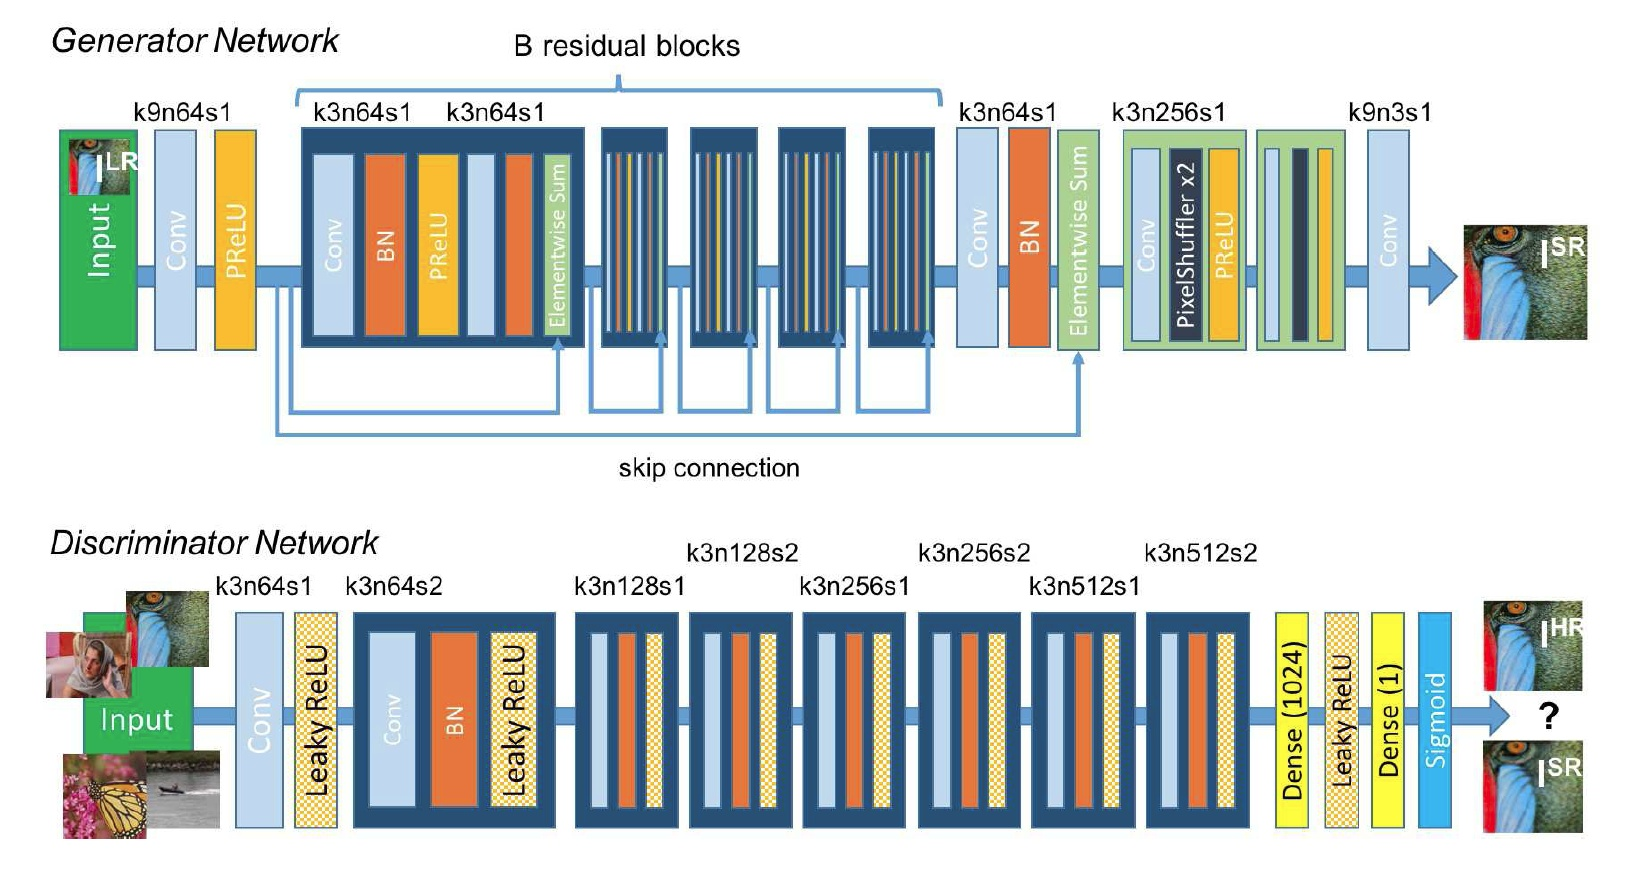 Generator Network
B residual blocks
k9n64s1
k3n64s1
k3n64s1
k3n64s1
k3n256s1
k9n3s1
I^LR
Input
Conv
PReLU
Conv
BN
PReLU
Elementwise Sum
Conv
BN
Elementwise Sum
Conv
PixelShuffler x2
PReLU
Conv
I^SR
skip connection
Discriminator Network
k3n128s2
k3n256s2
k3n512s2
k3n64s1
k3n64s2
k3n128s1
k3n256s1
k3n512s1
Input
Conv
Leaky ReLU
Conv
BN
Leaky ReLU
Dense (1024)
Leaky ReLU
Dense (1)
Sigmoid
I^HR
?
I^SR